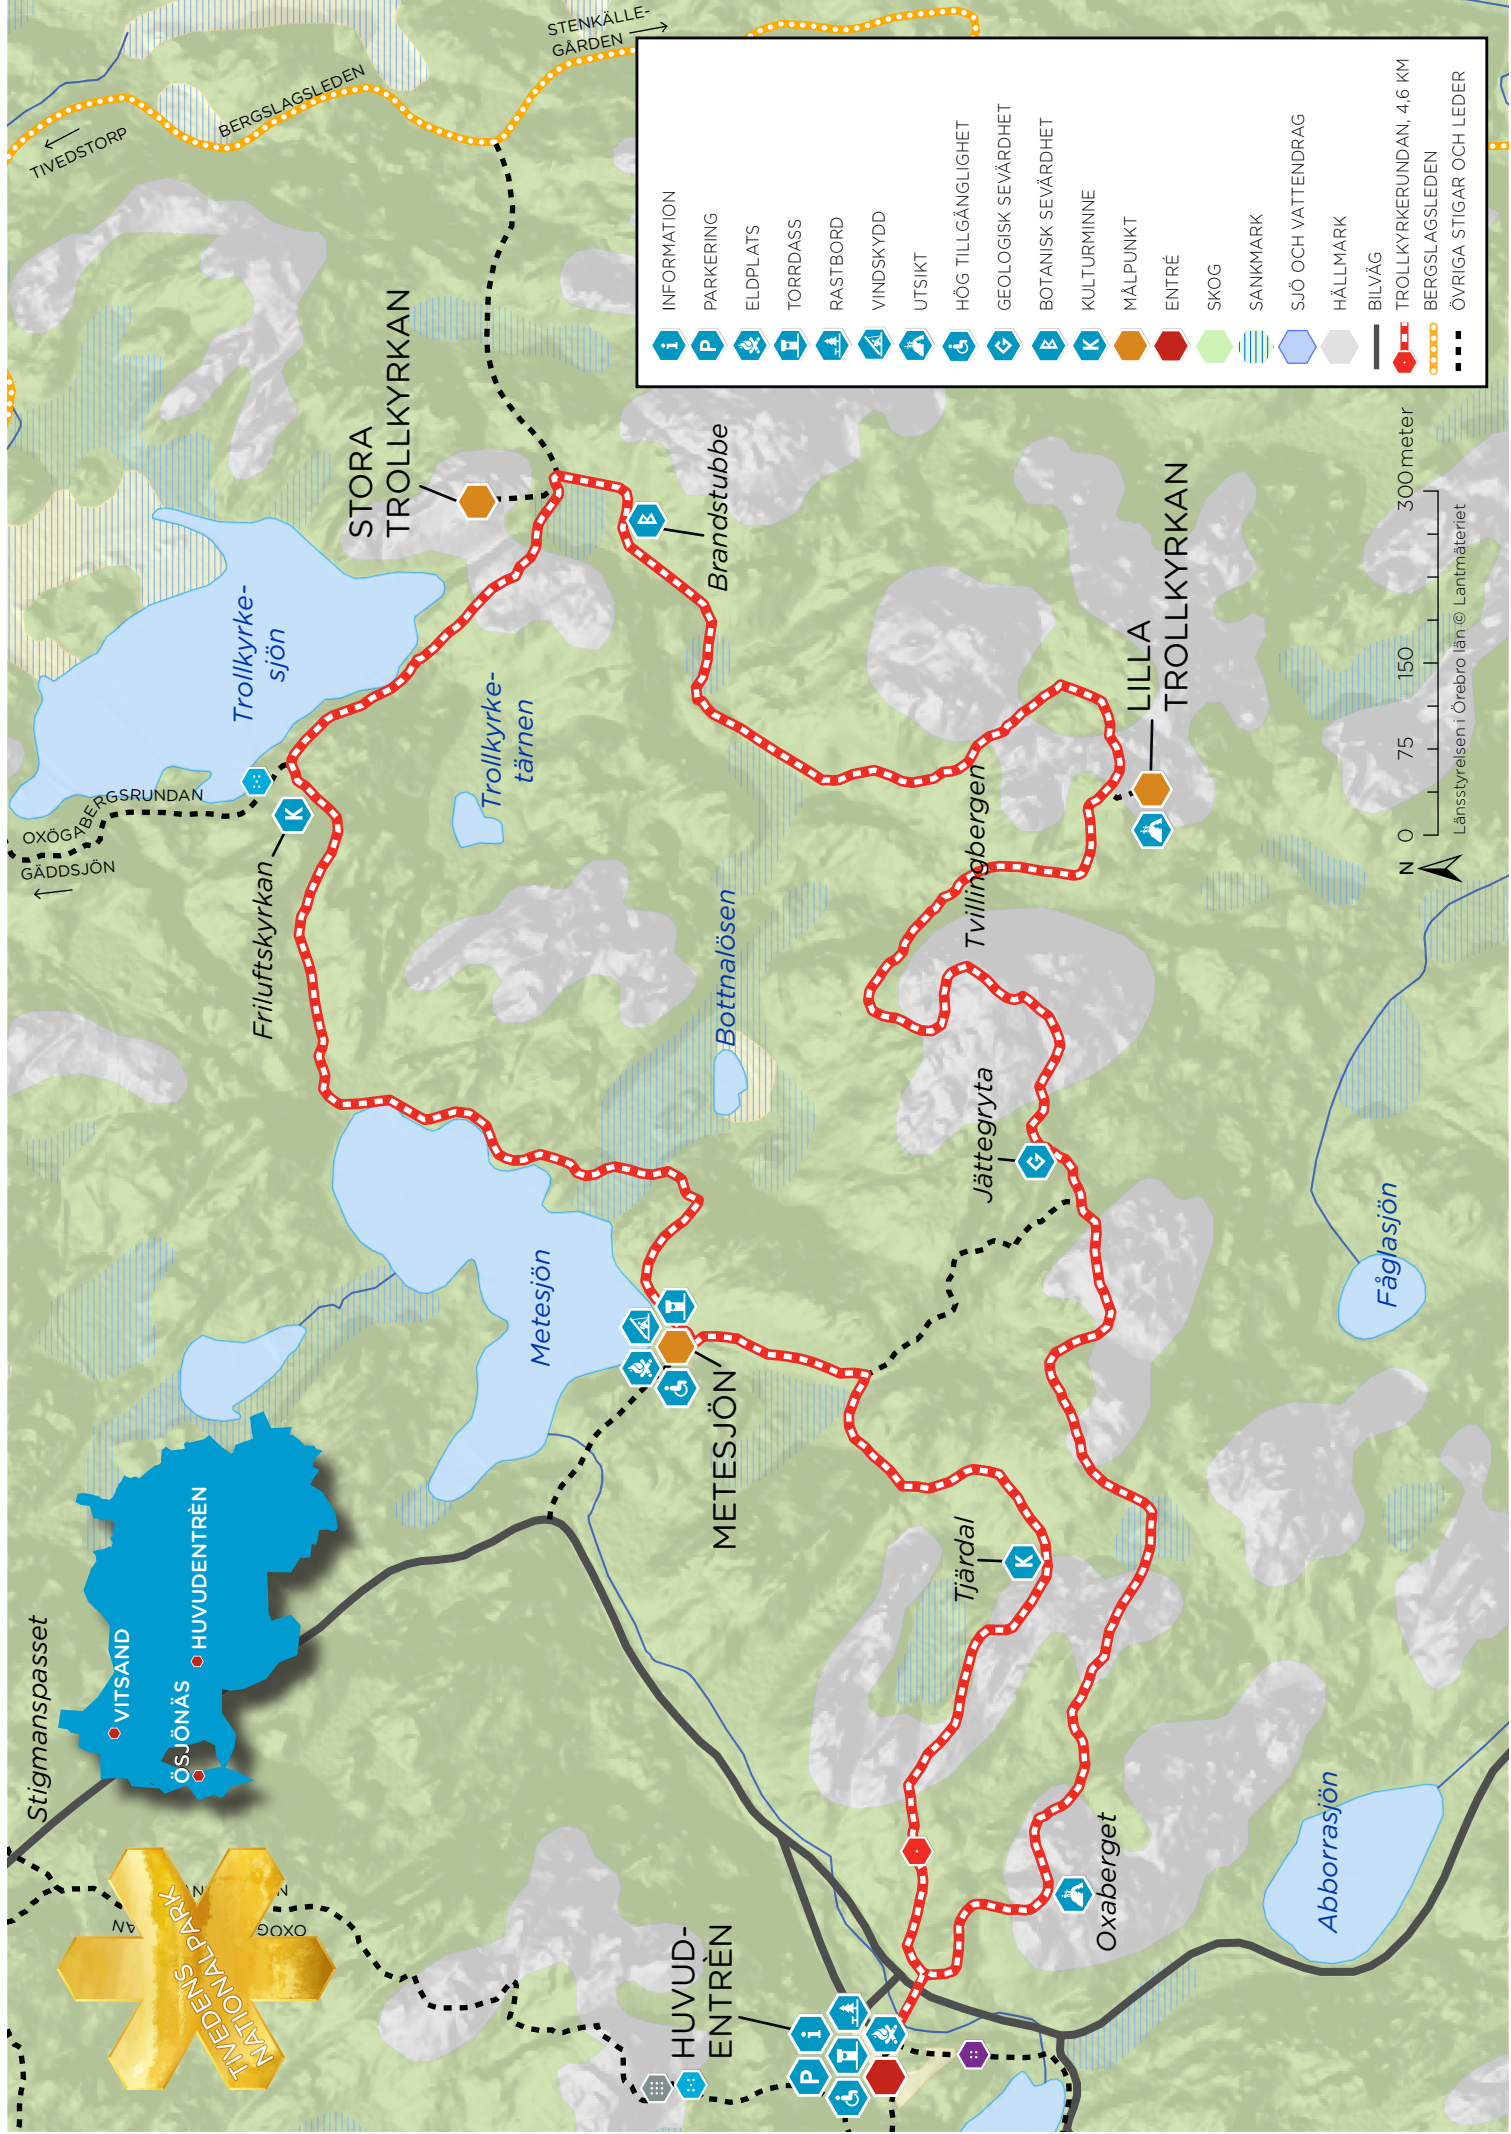 STENKÄLLE-
GÅRDEN
BERGSLAGSLEDEN
TIVEDSTORP
INFORMATION
P PARKERING
ELDPLATS
TORRDASS
RASTBORD
VINDSKYDD
UTSIKT
HÖG TILLGÄNGLIGHET
G GEOLOGISK SEVÄRDHET
B BOTANISK SEVÄRDHET
K KULTURMINNE
MÅLPUNKT
ENTRÉ
SKOG
SANKMARK
SJÖ OCH VATTENDRAG
HÄLLMARK
BILVÄG
TROLLKYRKERUNDAN, 4,6 KM
BERGSLAGSLEDEN
ÖVRIGA STIGAR OCH LEDER
STORA
TROLLKYRKAN
B
Brandstubbe
Trollkyrke-
sjön
Trollkyrke-
tärnen
OXÖGABERGSRUNDAN
GÄDDSJÖN
K
Friluftskyrkan
Bottnalösen
Tvillingbergen
LILLA
TROLLKYRKAN
N 0 75 150 300 meter
Länsstyrelsen i Örebro län © Lantmäteriet
G
Jättegryta
Metesjön
METESJÖN
Fåglasjön
K
Tjärdal
Stigmanspasset
VITSAND
ÖSJÖNÄS
HUVUDENTRÈN
Oxaberget
Abborrasjön
TIVEDENS
NATIONALPARK
OXÖG
HUVUD-
ENTRÈN
P
i